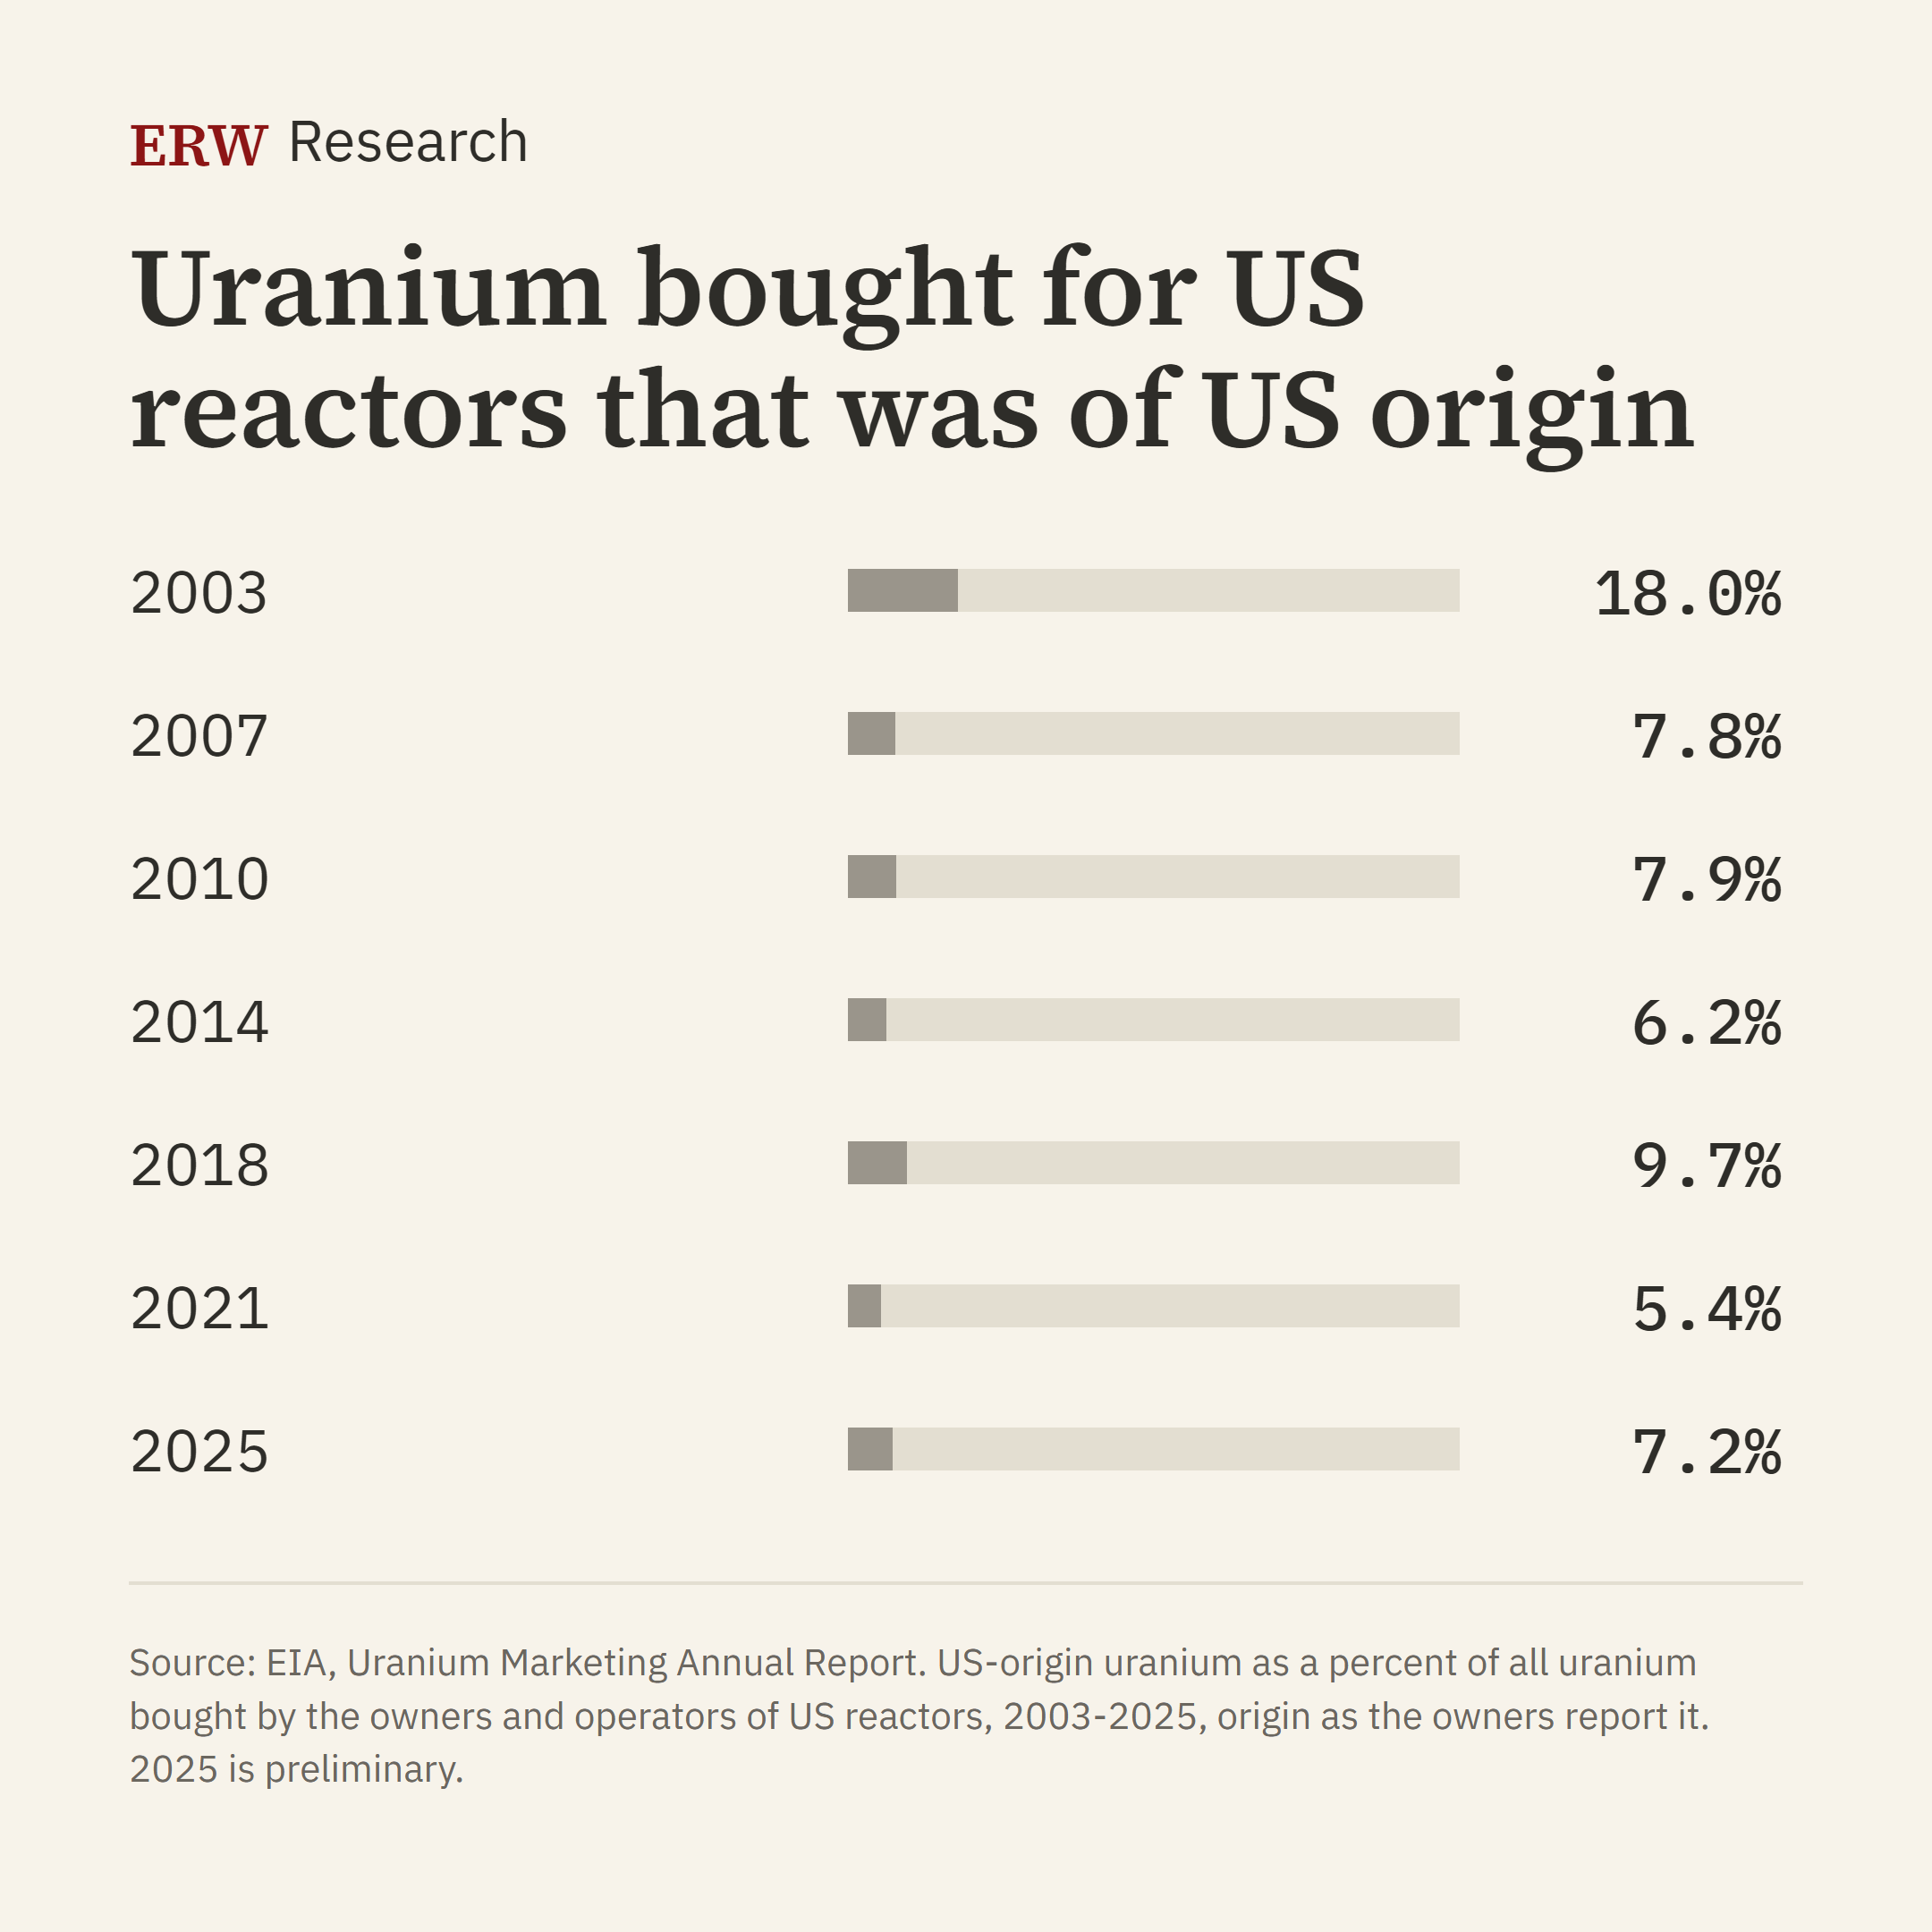 ERW Research
Uranium bought for US
reactors that was of US origin
2003 18.0%
2007 7.8%
2010 7.9%
2014 6.2%
2018 9.7%
2021 5.4%
2025 7.2%
Source: EIA, Uranium Marketing Annual Report. US-origin uranium as a percent of all uranium
bought by the owners and operators of US reactors, 2003-2025, origin as the owners report it.
2025 is preliminary.